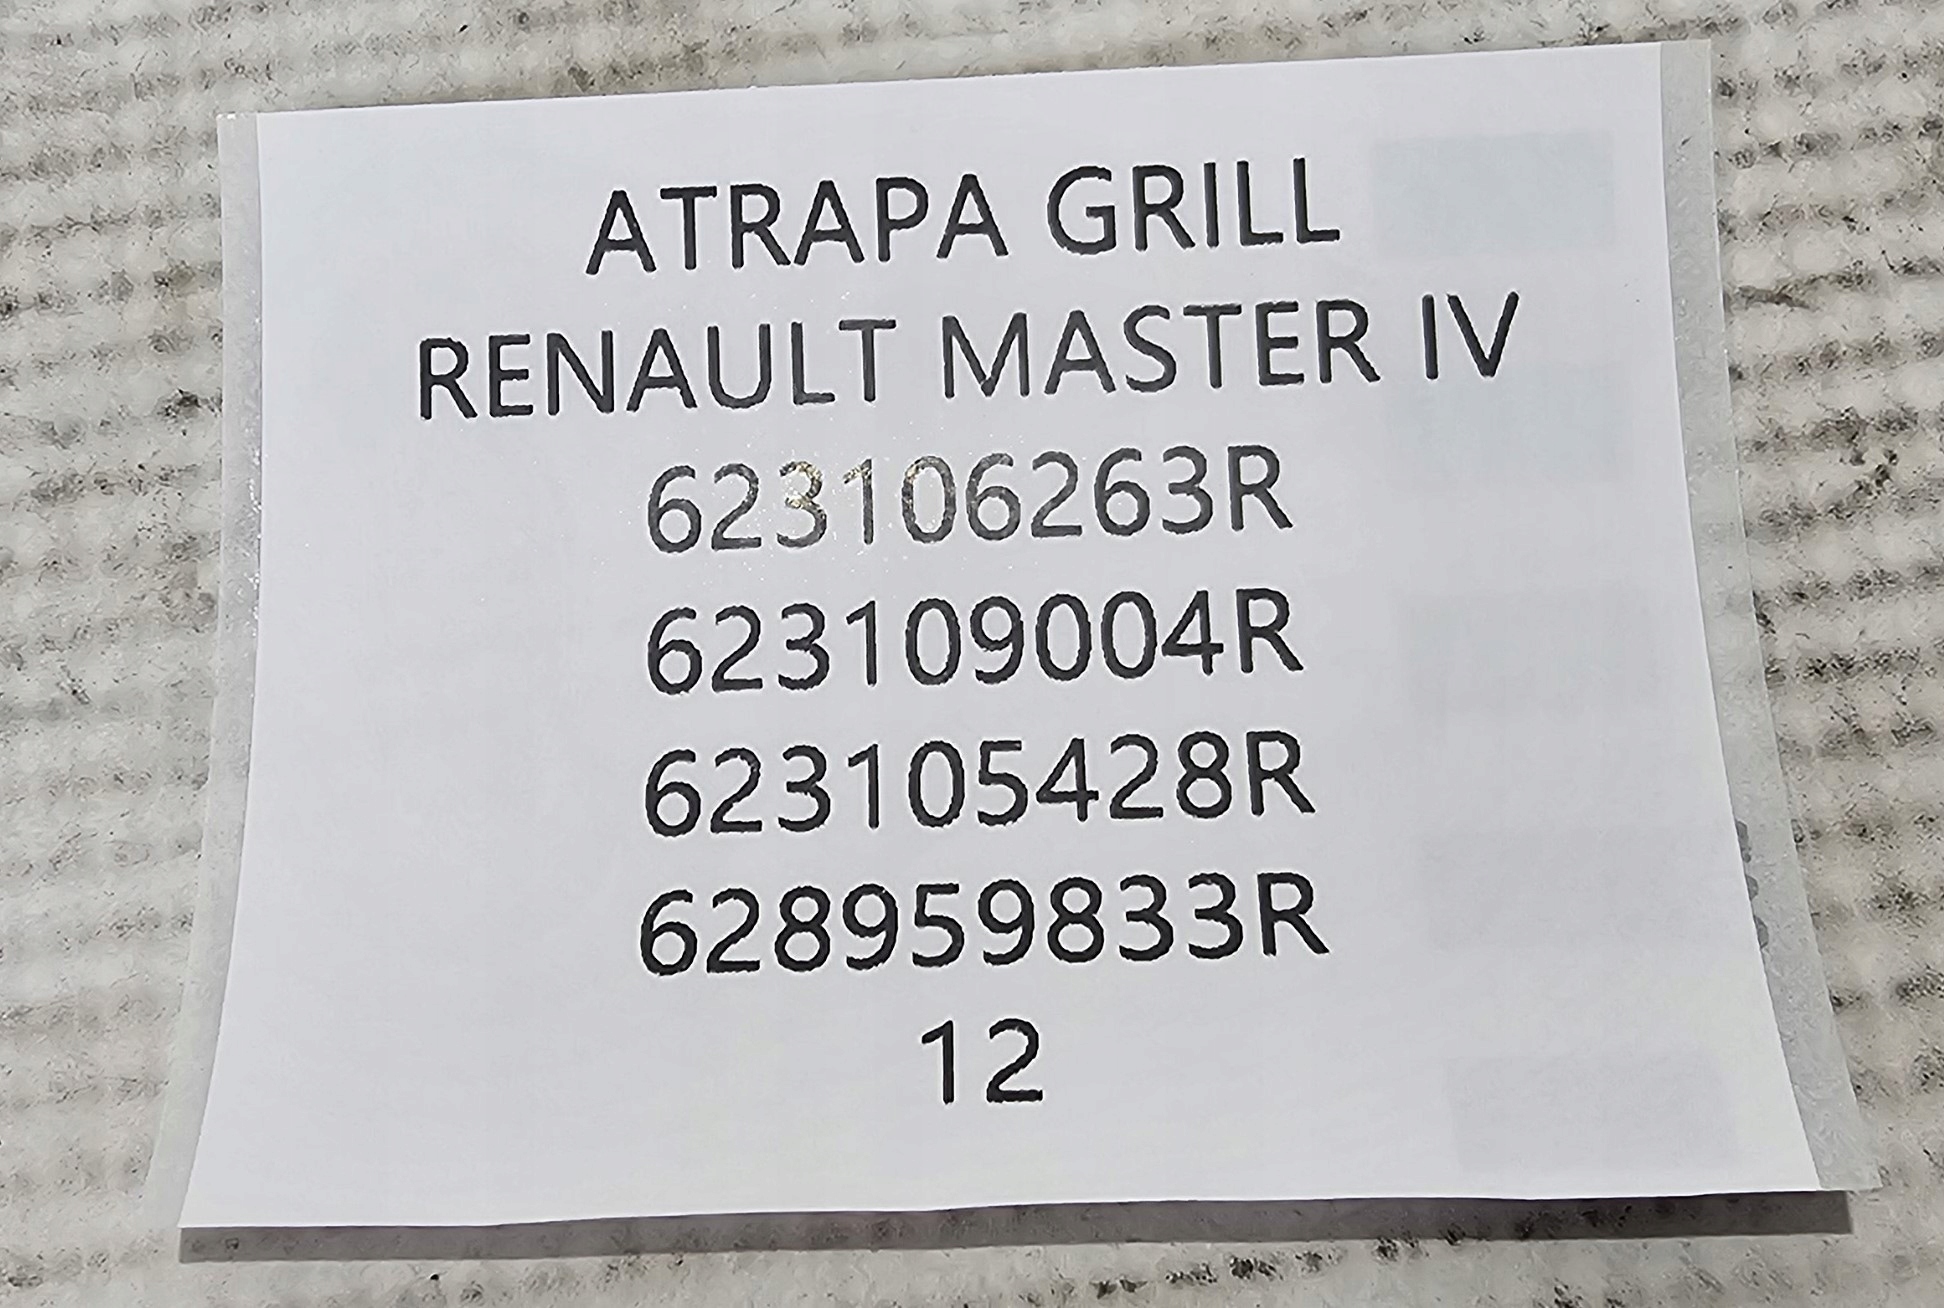 ATRAPA GRILL
RENAULT MASTER IV
623106263R
623109004R
623105428R
628959833R
12